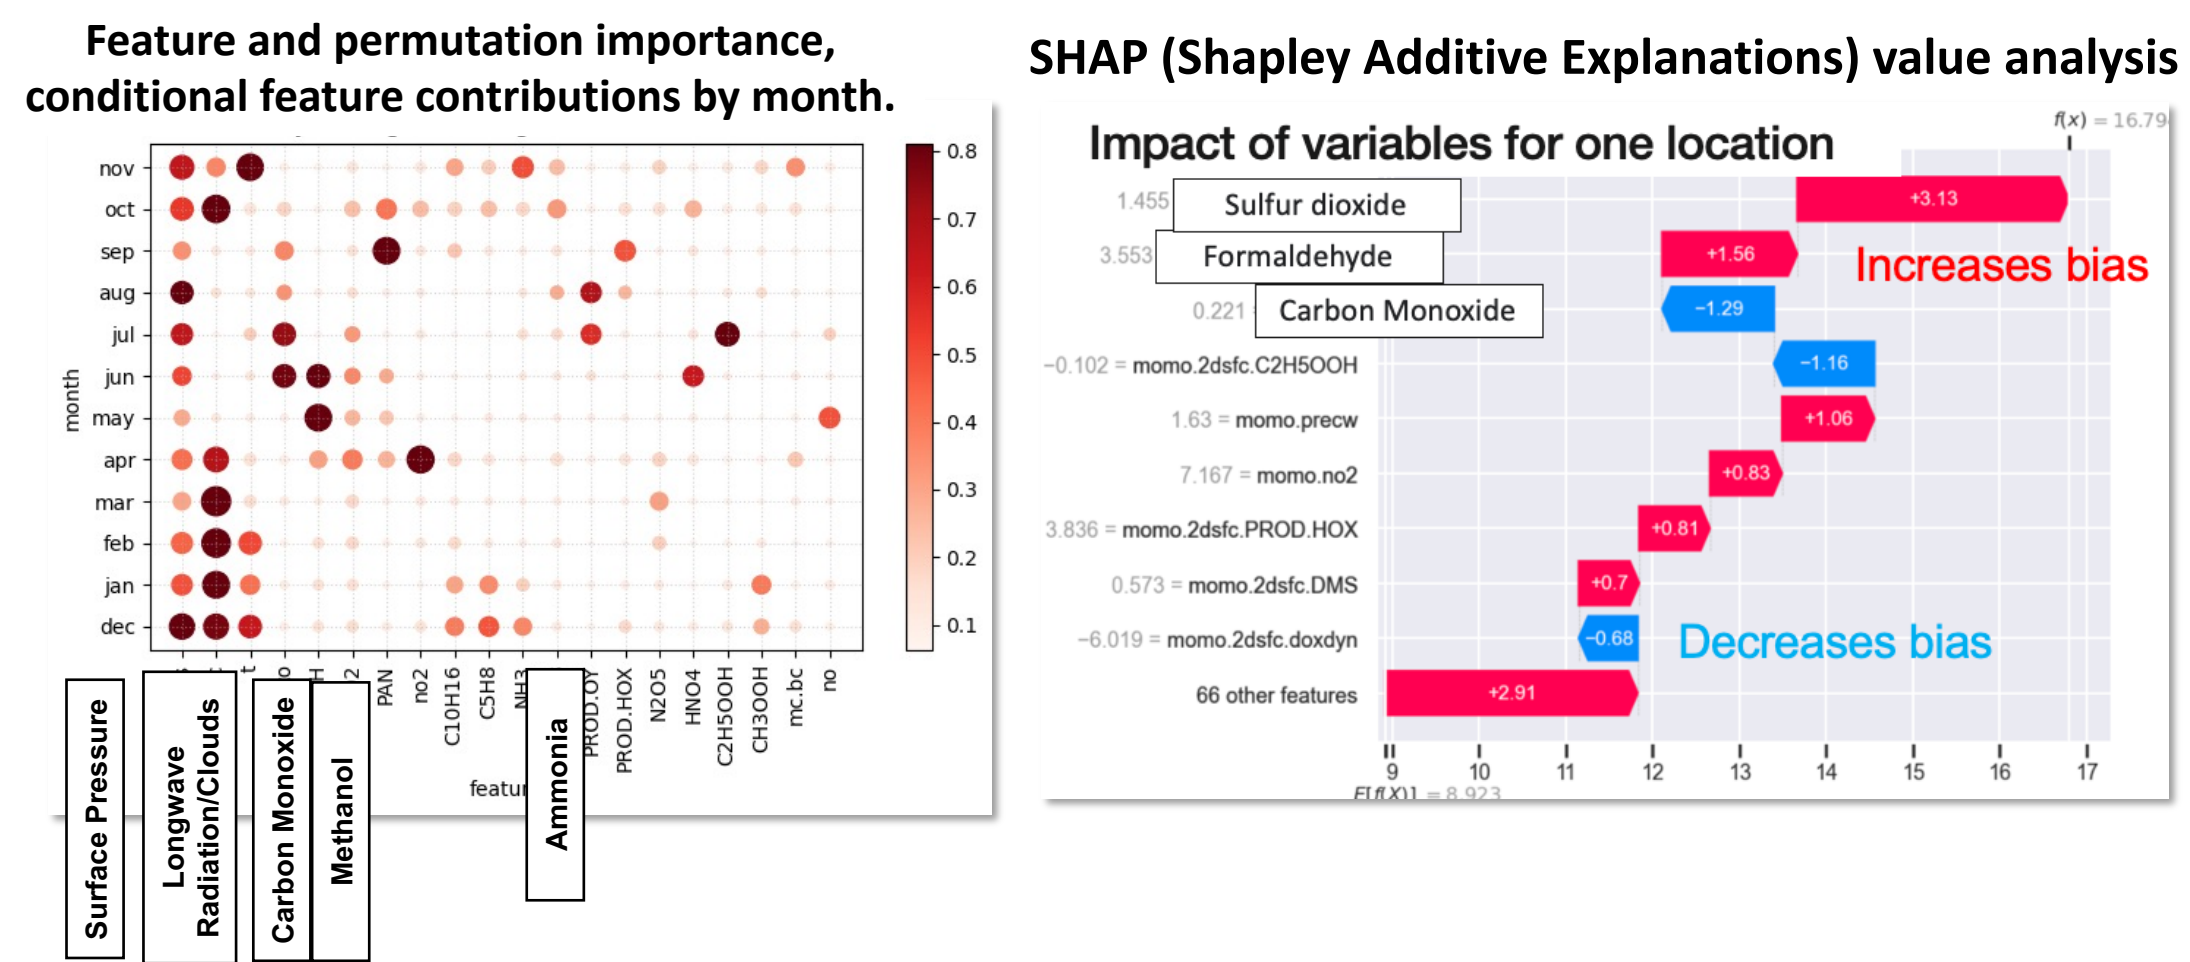 Feature and permutation importance,
conditional feature contributions by month.
nov
oct
sep
aug
jul
jun
may
apr
mar
feb
jan
dec
month
0.8
0.7
0.6
0.5
0.4
0.3
0.2
0.1
PAN
no2
C10H16
C5H8
NH3
PROD.OY
PROD.HOX
N2O5
HNO4
C2H5OOH
CH3OOH
mc.bc
no
Surface Pressure
Longwave
Radiation/Clouds
Carbon Monoxide
Methanol
Ammonia
SHAP (Shapley Additive Explanations) value analysis
Impact of variables for one location
f(x) = 16.79
1.455
Sulfur dioxide
+3.13
3.553
Formaldehyde
+1.56
Increases bias
0.221
Carbon Monoxide
−1.29
−0.102 = momo.2dsfc.C2H5OOH
−1.16
1.63 = momo.precw
+1.06
7.167 = momo.no2
+0.83
3.836 = momo.2dsfc.PROD.HOX
+0.81
0.573 = momo.2dsfc.DMS
+0.7
−6.019 = momo.2dsfc.doxdyn
−0.68
Decreases bias
66 other features
+2.91
9 10 11 12 13 14 15 16 17
E[f(X)] = 8.923